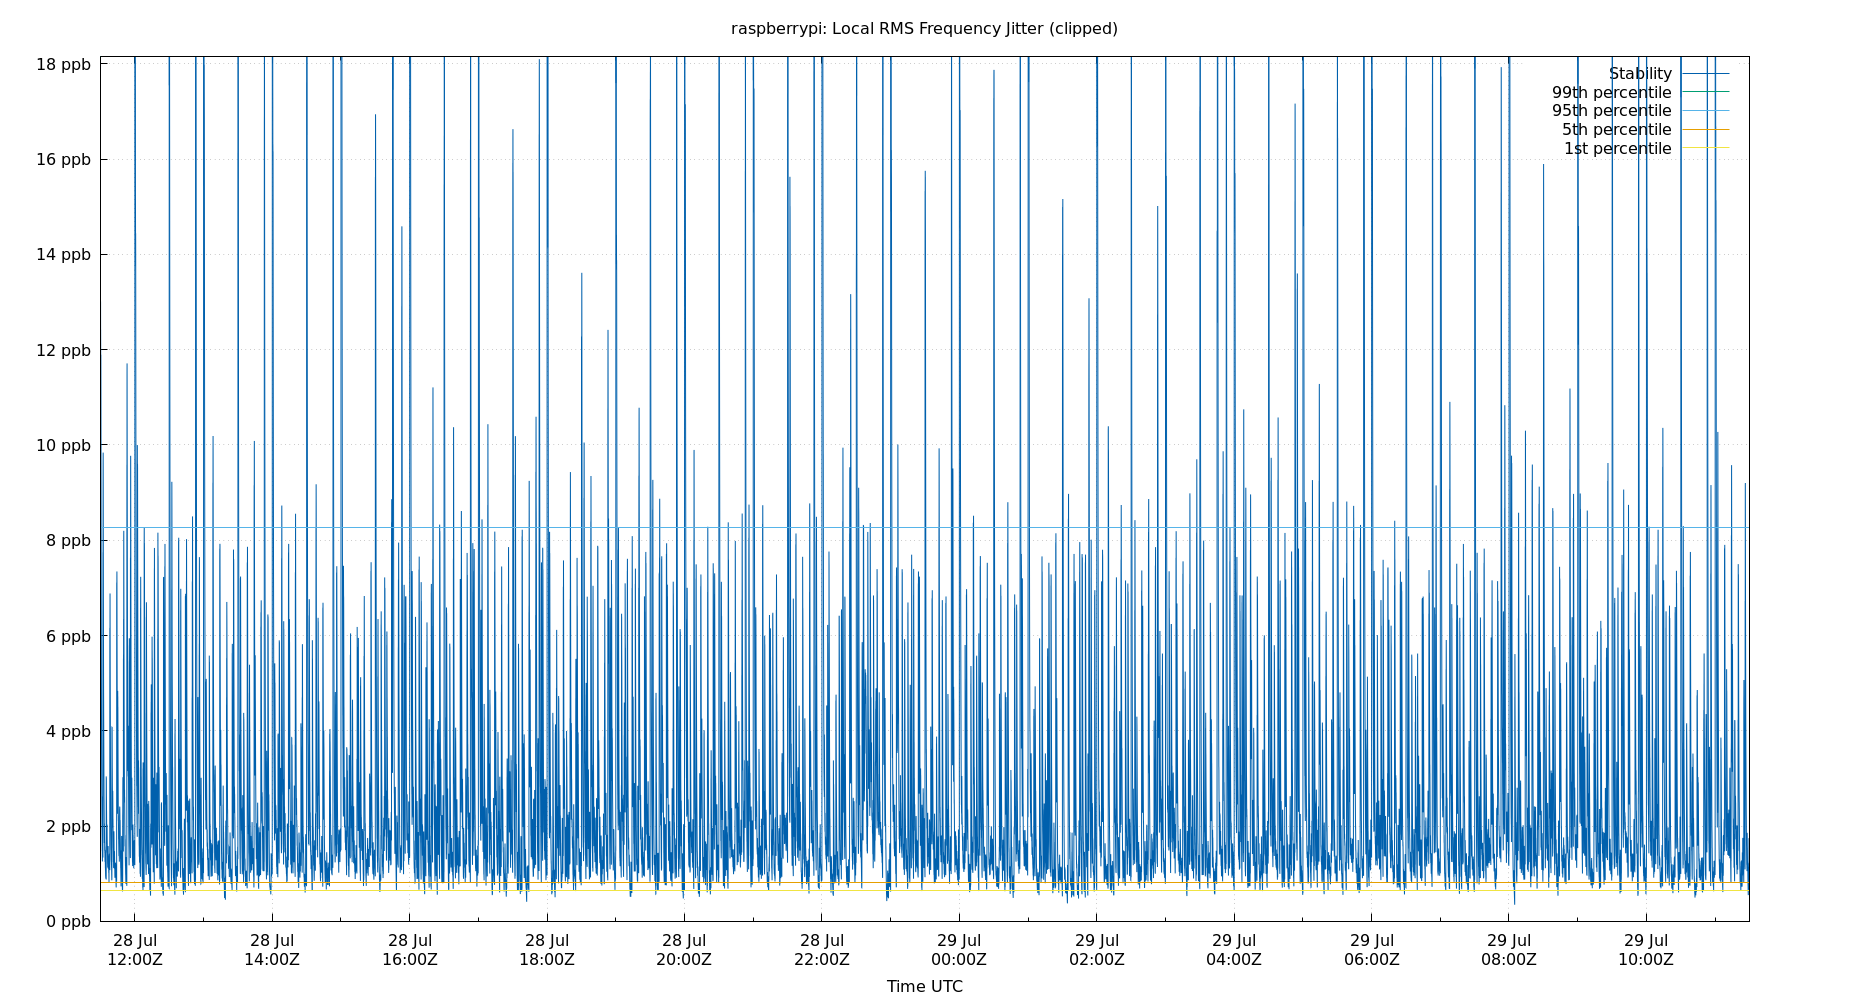 raspberrypi: Local RMS Frequency Jitter (clipped)
18 ppb
16 ppb
14 ppb
12 ppb
10 ppb
8 ppb
6 ppb
4 ppb
2 ppb
0 ppb
Stability
99th percentile
95th percentile
5th percentile
1st percentile
28 Jul 28 Jul 28 Jul 28 Jul 28 Jul 28 Jul 29 Jul 29 Jul 29 Jul 29 Jul 29 Jul 29 Jul
12:00Z 14:00Z 16:00Z 18:00Z 20:00Z 22:00Z 00:00Z 02:00Z 04:00Z 06:00Z 08:00Z 10:00Z
Time UTC